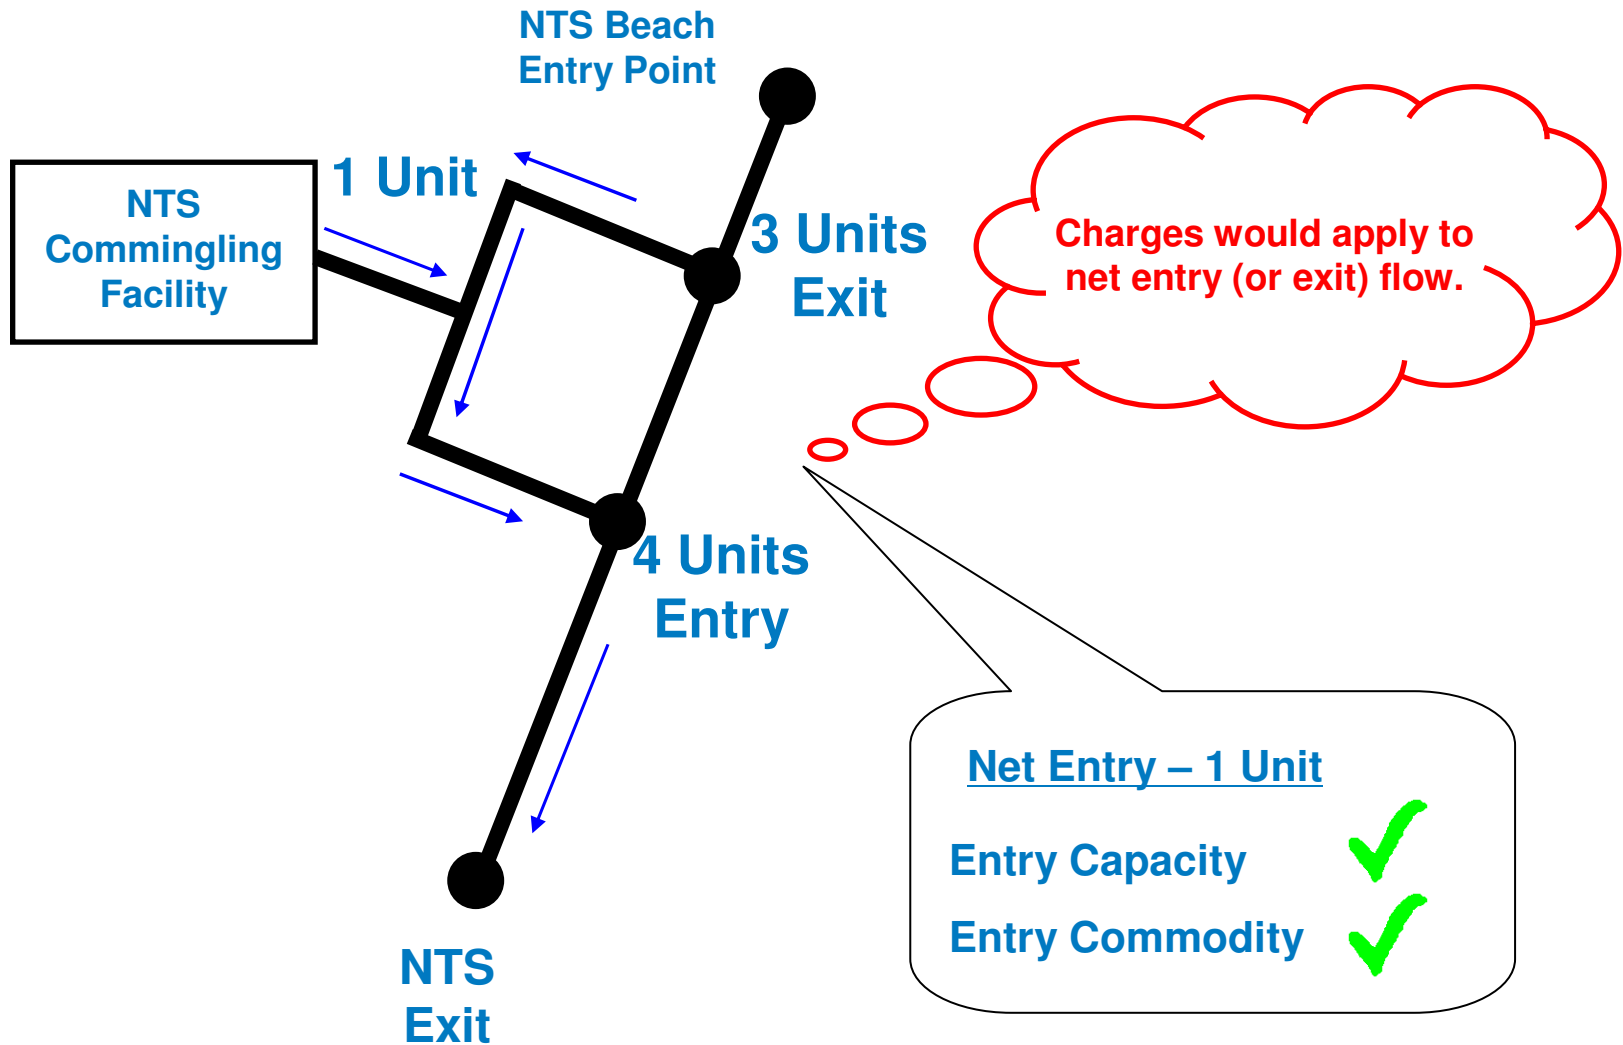 NTS Beach
Entry Point
NTS
Commingling
Facility
1 Unit
3 Units
Exit
Charges would apply to
net entry (or exit) flow.
4 Units
Entry
Net Entry – 1 Unit
Entry Capacity
Entry Commodity
NTS
Exit